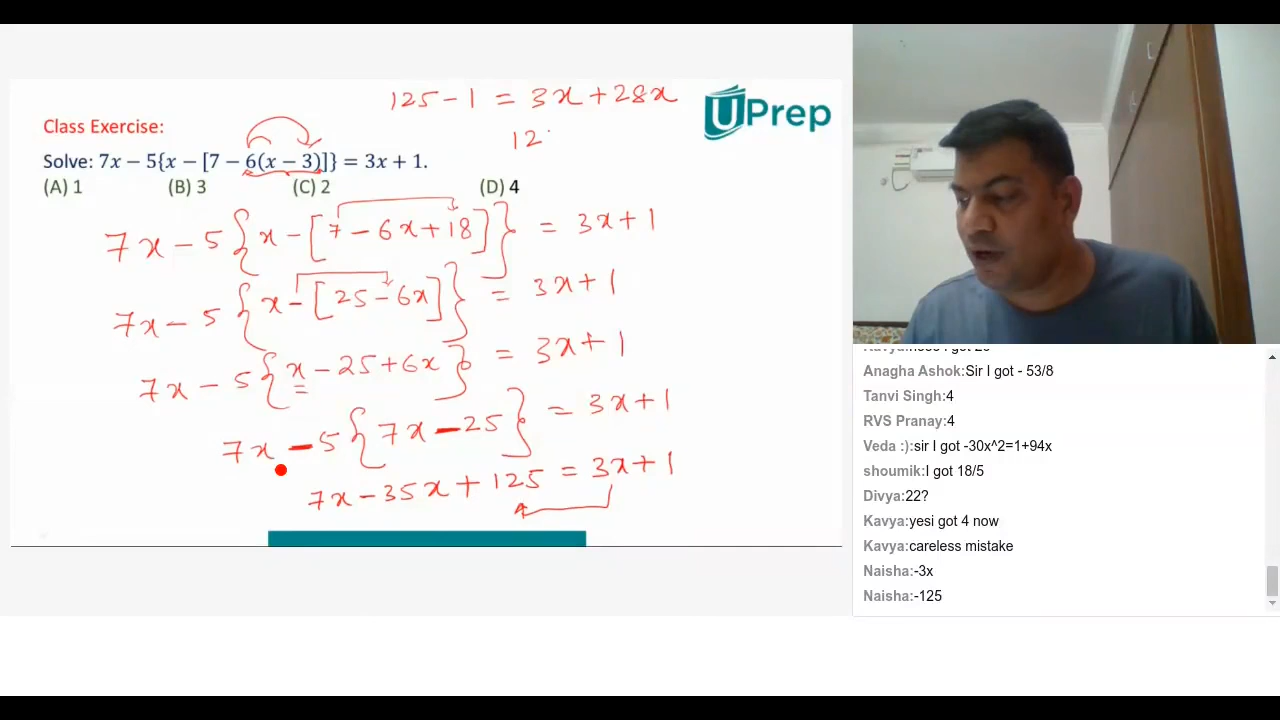 125 - 1 = 3x + 28x
UPrep
Class Exercise:
12
Solve: 7x − 5{x − [7 − 6(x − 3)]} = 3x + 1.
(A) 1 (B) 3 (C) 2 (D) 4
7x - 5 { x - [ 7 - 6x + 18 ] } = 3x + 1
7x - 5 { x - [ 25 - 6x ] } = 3x + 1
7x - 5 { x - 25 + 6x } = 3x + 1
7x - 5 { 7x - 25 } = 3x + 1
7x - 35x + 125 = 3x + 1
Anagha Ashok:Sir I got - 53/8
Tanvi Singh:4
RVS Pranay:4
Veda :):sir I got -30x^2=1+94x
shoumik:I got 18/5
Divya:22?
Kavya:yesi got 4 now
Kavya:careless mistake
Naisha:-3x
Naisha:-125